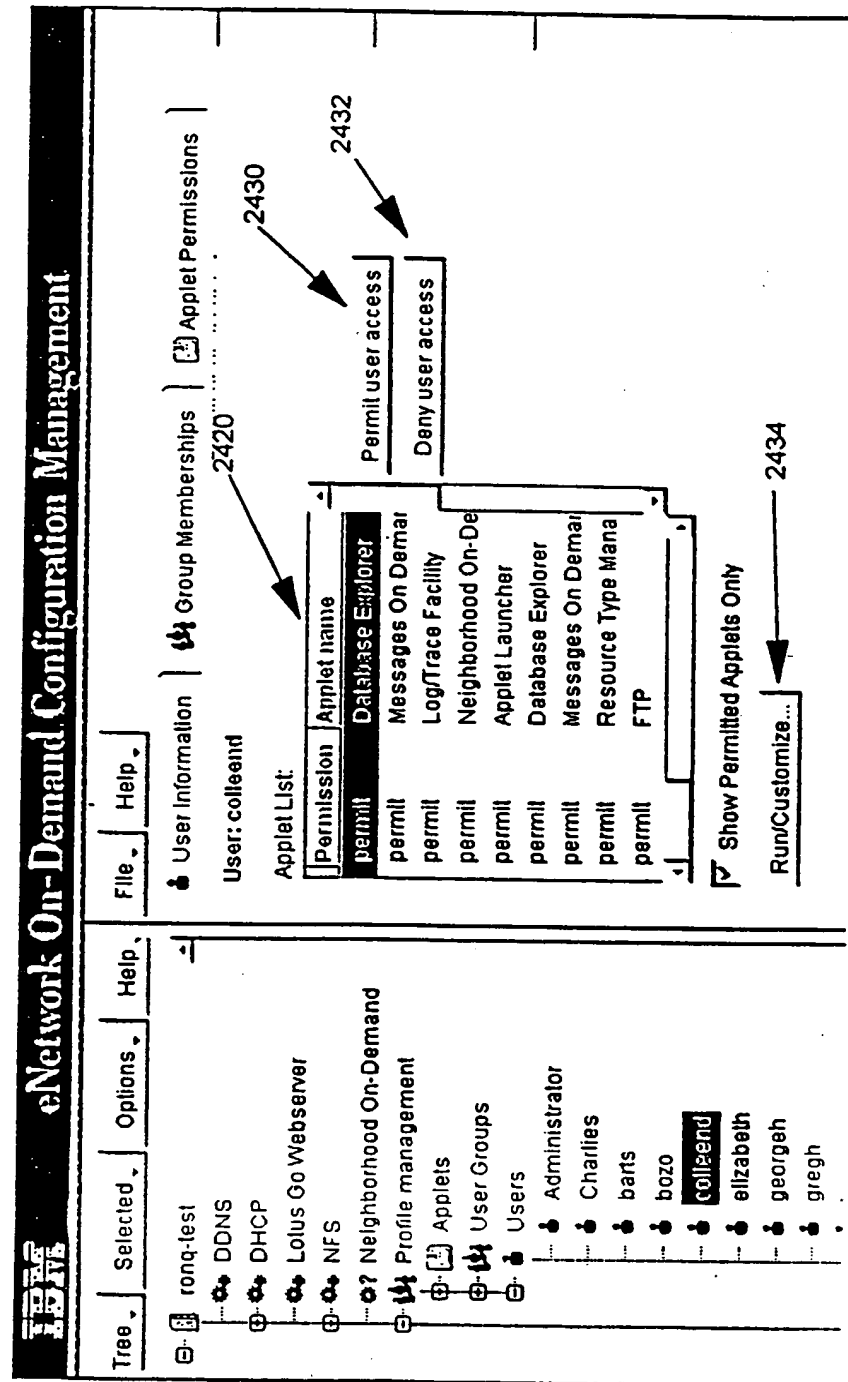 IBM eNetwork On-Demand Configuration Management
Tree Selected Options Help
ronq-test
DDNS
DHCP
Lotus Go Webserver
NFS
? Neighborhood On-Demand
Profile management
Applets
User Groups
Users
Administrator
Charlies
barts
bozo
colleend
elizabeth
georgeh
gregh
File Help
User Information Group Memberships Applet Permissions
User: colleend
2420
2430
2432
Applet List:
Permission Applet name
permit Database Explorer
permit Messages On Demar
permit Log/Trace Facility
permit Neighborhood On-De
permit Applet Launcher
permit Database Explorer
permit Messages On Demar
permit Resource Type Mana
permit FTP
Permit user access
Deny user access
Show Permitted Applets Only
Run/Customize...
2434